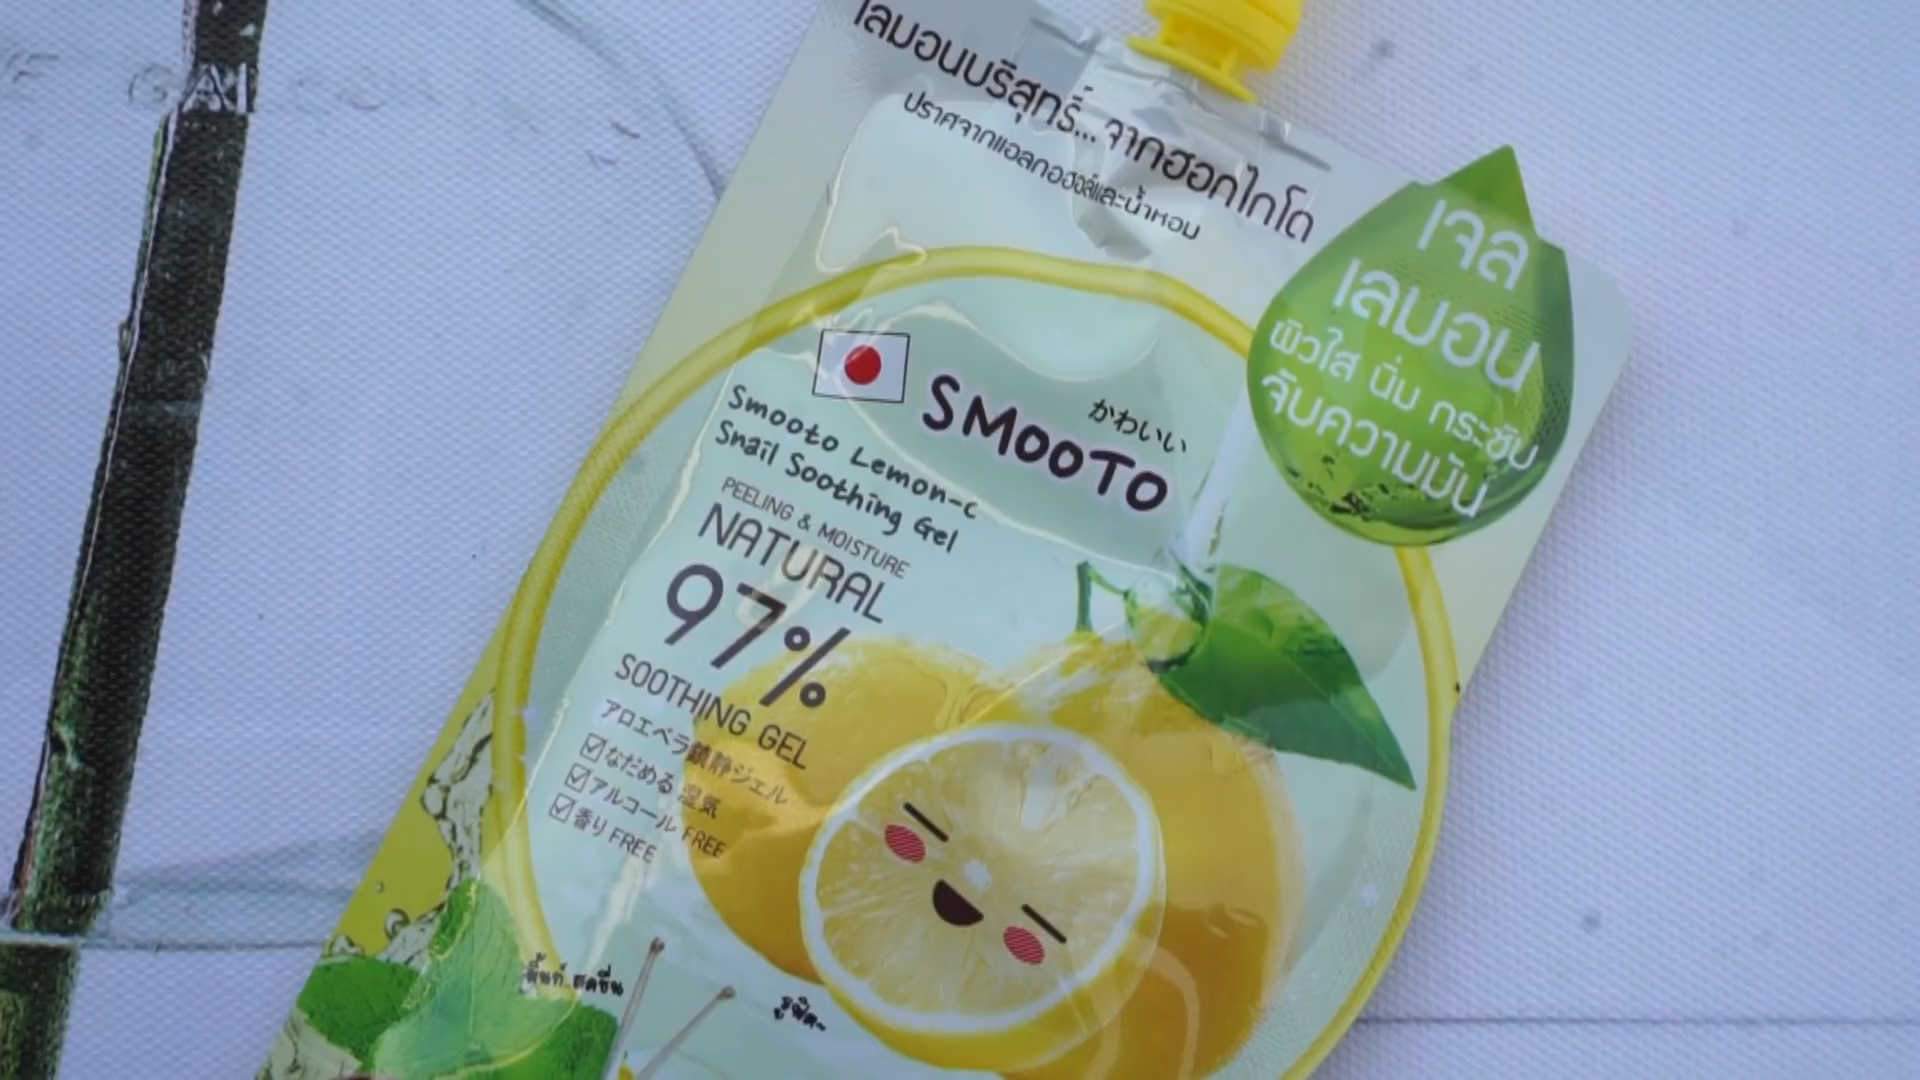 เลมอนบริสุทธิ์... จากฮอกไกโด
ปราศจากแอลกอฮอล์และน้ำหอม
เจล
เลมอน
ผิวใส นิ่ม กระชับ
จับความมัน
かわいい
SMOOTO
Smooto Lemon-c
Snail Soothing Gel
PEELING & MOISTURE
NATURAL
97%
SOOTHING GEL
アロエベラ鎮静ジェル
なだめる 湿気
アルコール FREE
香り FREE
มิ้นท์ สดชื่น
GAI